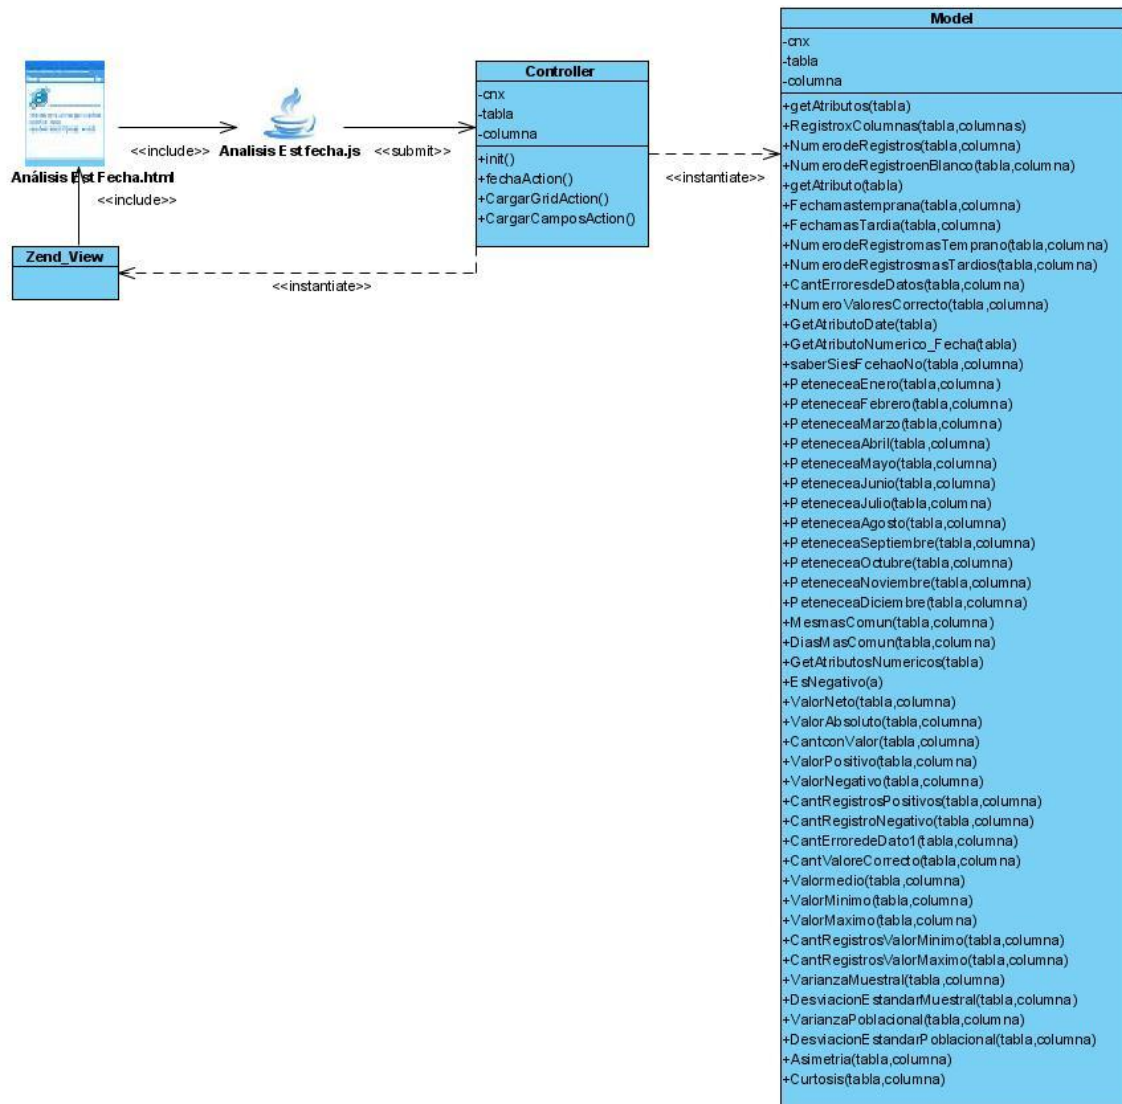 Análisis Est Fecha.html
<<include>>
Analisis Est fecha.js
<<submit>>
<<include>>
Zend_View
<<instantiate>>
Controller
-cnx
-tabla
-columna
+init()
+fechaAction()
+CargarGridAction()
+CargarCamposAction()
<<instantiate>>
Model
-cnx
-tabla
-columna
+getAtributos(tabla)
+RegistroxColumnas(tabla,columnas)
+NumerodeRegistros(tabla,columna)
+NumerodeRegistroenBlanco(tabla,columna)
+getAtributo(tabla)
+Fechamastemprana(tabla,columna)
+FechamasTardia(tabla,columna)
+NumerodeRegistromasTemprano(tabla,columna)
+NumerodeRegistrosmasTardios(tabla,columna)
+CantErroresdeDatos(tabla,columna)
+NumeroValoresCorrecto(tabla,columna)
+GetAtributoDate(tabla)
+GetAtributoNumerico_Fecha(tabla)
+saberSiesFcehaoNo(tabla,columna)
+PeteneceaEnero(tabla,columna)
+PeteneceaFebrero(tabla,columna)
+PeteneceaMarzo(tabla,columna)
+PeteneceaAbril(tabla,columna)
+PeteneceaMayo(tabla,columna)
+PeteneceaJunio(tabla,columna)
+PeteneceaJulio(tabla,columna)
+PeteneceaAgosto(tabla,columna)
+PeteneceaSeptiembre(tabla,columna)
+PeteneceaOctubre(tabla,columna)
+PeteneceaNoviembre(tabla,columna)
+PeteneceaDiciembre(tabla,columna)
+MesmasComun(tabla,columna)
+DiasMasComun(tabla,columna)
+GetAtributosNumericos(tabla)
+EsNegativo(a)
+ValorNeto(tabla,columna)
+ValorAbsoluto(tabla,columna)
+CantconValor(tabla,columna)
+ValorPositivo(tabla,columna)
+ValorNegativo(tabla,columna)
+CantRegistrosPositivos(tabla,columna)
+CantRegistroNegativo(tabla,columna)
+CantErroredeDato1(tabla,columna)
+CantValoreCorrecto(tabla,columna)
+Valormedio(tabla,columna)
+ValorMinimo(tabla,columna)
+ValorMaximo(tabla,columna)
+CantRegistrosValorMinimo(tabla,columna)
+CantRegistrosValorMaximo(tabla,columna)
+VarianzaMuestral(tabla,columna)
+DesviacionEstandarMuestral(tabla,columna)
+VarianzaPoblacional(tabla,columna)
+DesviacionEstandarPoblacional(tabla,columna)
+Asimetria(tabla,columna)
+Curtosis(tabla,columna)